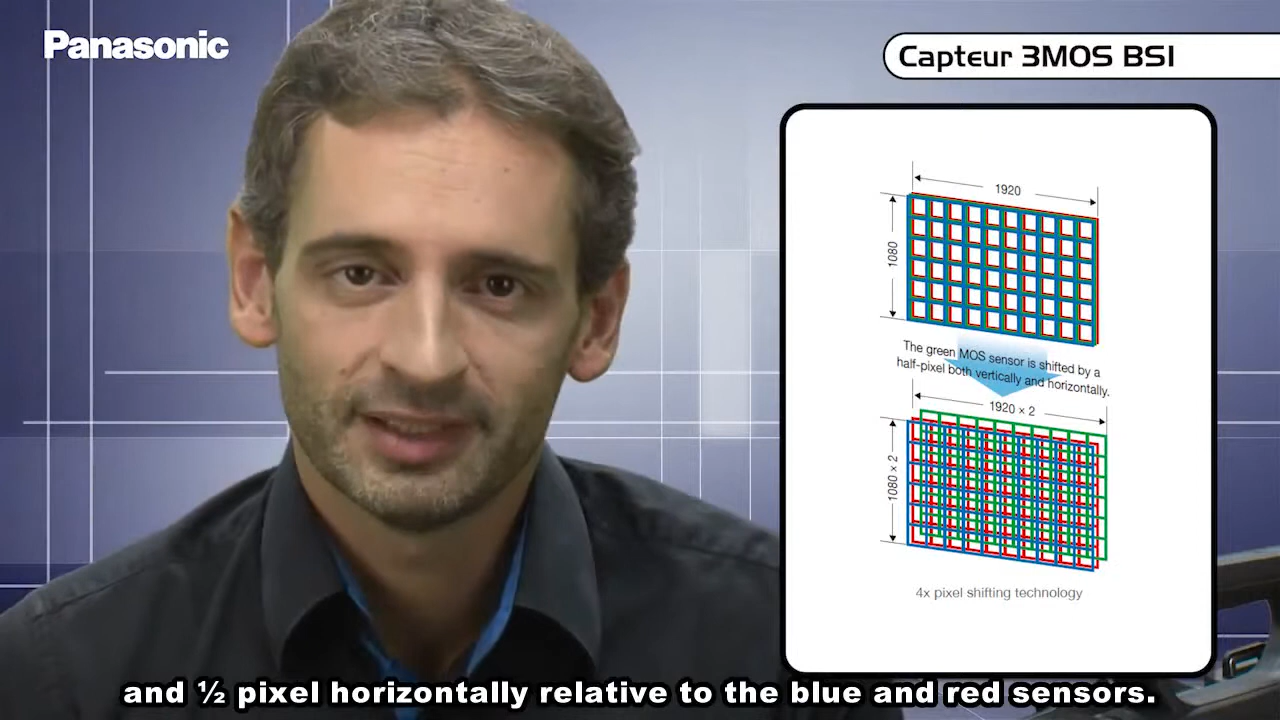 Panasonic
Capteur 3MOS BSI
1920
1080
The green MOS sensor is shifted by a
half-pixel both vertically and horizontally.
1920 × 2
1080 × 2
4x pixel shifting technology
and ½ pixel horizontally relative to the blue and red sensors.